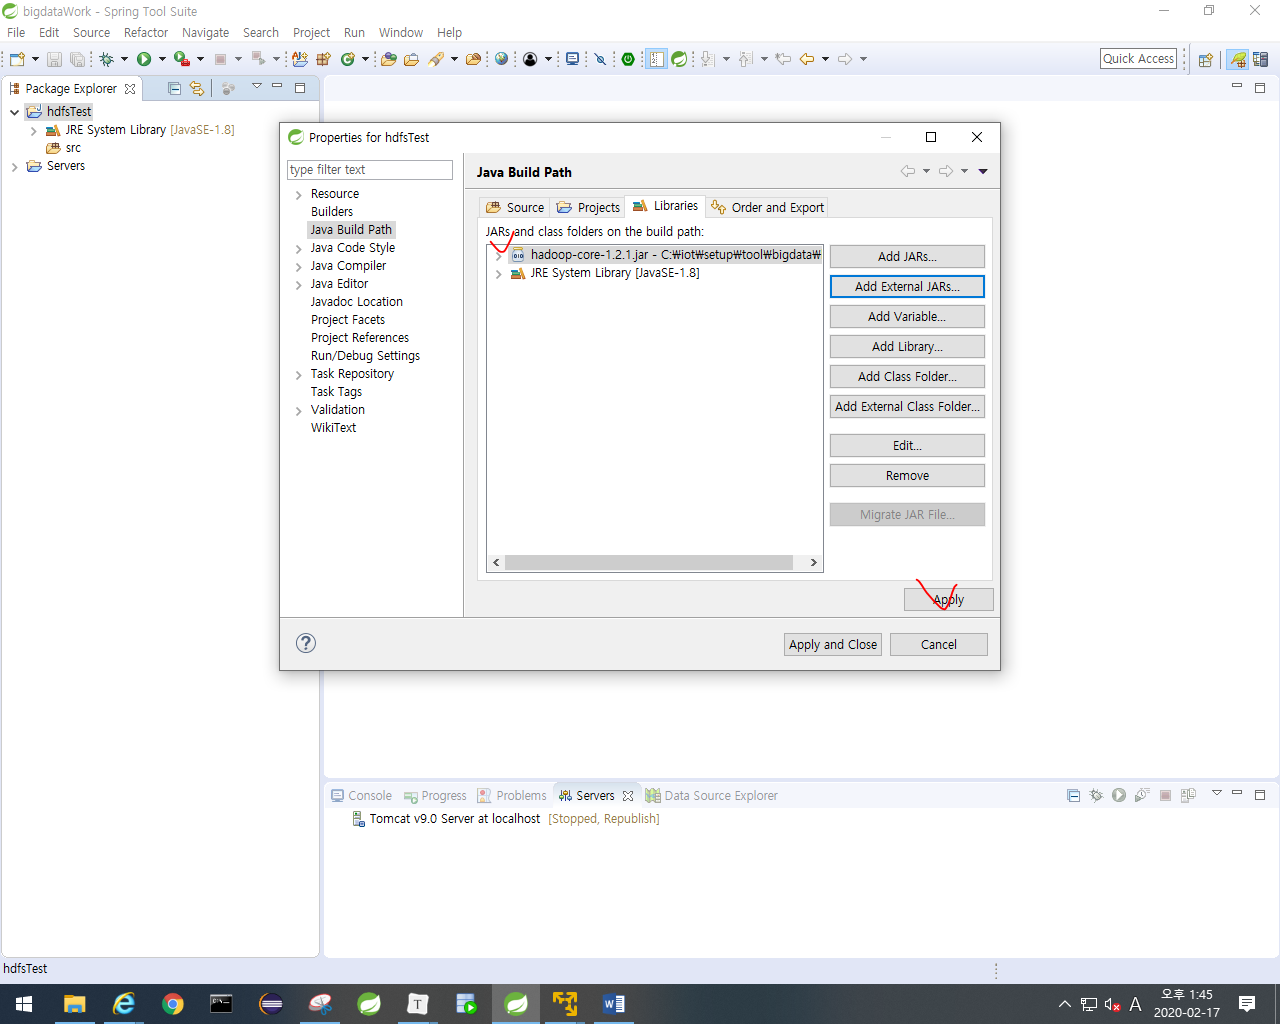 bigdataWork - Spring Tool Suite
File Edit Source Refactor Navigate Search Project Run Window Help
Quick Access
Package Explorer
hdfsTest
JRE System Library [JavaSE-1.8]
src
Servers
Properties for hdfsTest
type filter text
Resource
Builders
Java Build Path
Java Code Style
Java Compiler
Java Editor
Javadoc Location
Project Facets
Project References
Run/Debug Settings
Task Repository
Task Tags
Validation
WikiText
Java Build Path
Source Projects Libraries Order and Export
JARs and class folders on the build path:
hadoop-core-1.2.1.jar - C:₩iot₩setup₩tool₩bigdata₩
JRE System Library [JavaSE-1.8]
Add JARs...
Add External JARs...
Add Variable...
Add Library...
Add Class Folder...
Add External Class Folder...
Edit...
Remove
Migrate JAR File...
Apply
?
Apply and Close Cancel
Console Progress Problems Servers Data Source Explorer
Tomcat v9.0 Server at localhost [Stopped, Republish]
hdfsTest
A
오후 1:45
2020-02-17